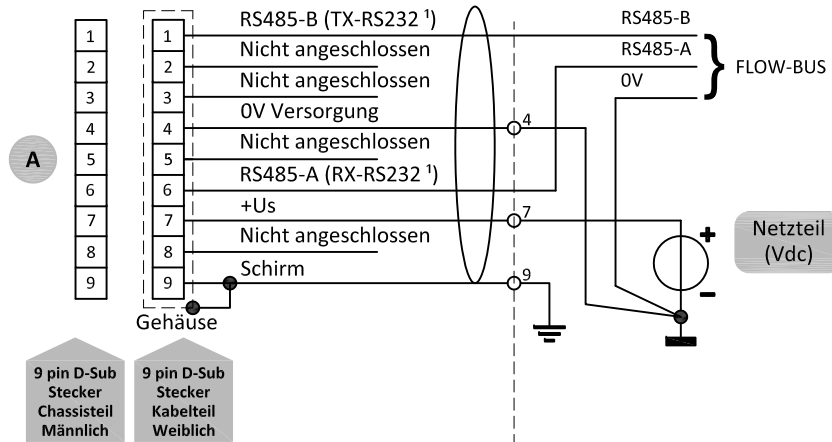 1 1 RS485-B (TX-RS232 ¹) RS485-B
2 2 Nicht angeschlossen RS485-A
3 3 Nicht angeschlossen 0V
FLOW-BUS
4 4 0V Versorgung 4
5 5 Nicht angeschlossen
A
6 6 RS485-A (RX-RS232 ¹)
7 7 +Us 7
8 8 Nicht angeschlossen
9 9 Schirm 9
+
–
Netzteil
(Vdc)
Gehäuse
9 pin D-Sub
Stecker
Chassisteil
Männlich
9 pin D-Sub
Stecker
Kabelteil
Weiblich